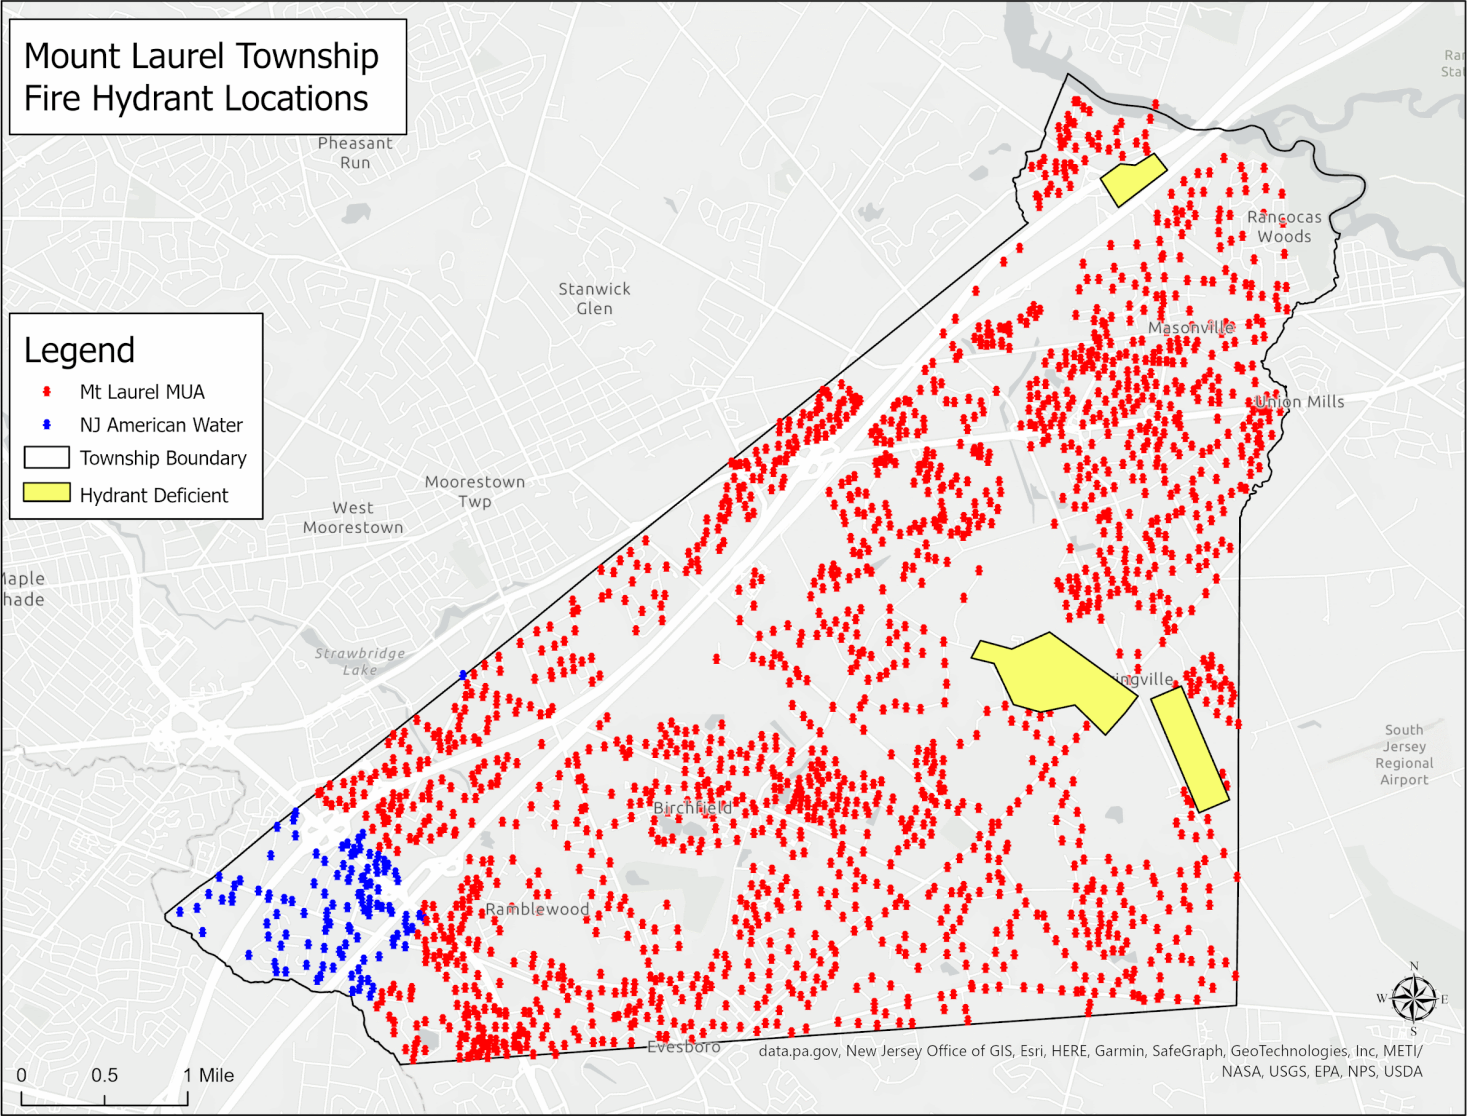 Mount Laurel Township
Fire Hydrant Locations
Pheasant
Run
Stanwick
Glen
Rancocas
Woods
Masonville
Union Mills
Legend
Mt Laurel MUA
NJ American Water
Township Boundary
Hydrant Deficient
Moorestown
Twp
West
Moorestown
Strawbridge
Lake
ingville
South
Jersey
Regional
Airport
Birchfield
Ramblewood
Evesboro
N
W
E
S
0 0.5 1 Mile
data.pa.gov, New Jersey Office of GIS, Esri, HERE, Garmin, SafeGraph, GeoTechnologies, Inc, METI/
NASA, USGS, EPA, NPS, USDA